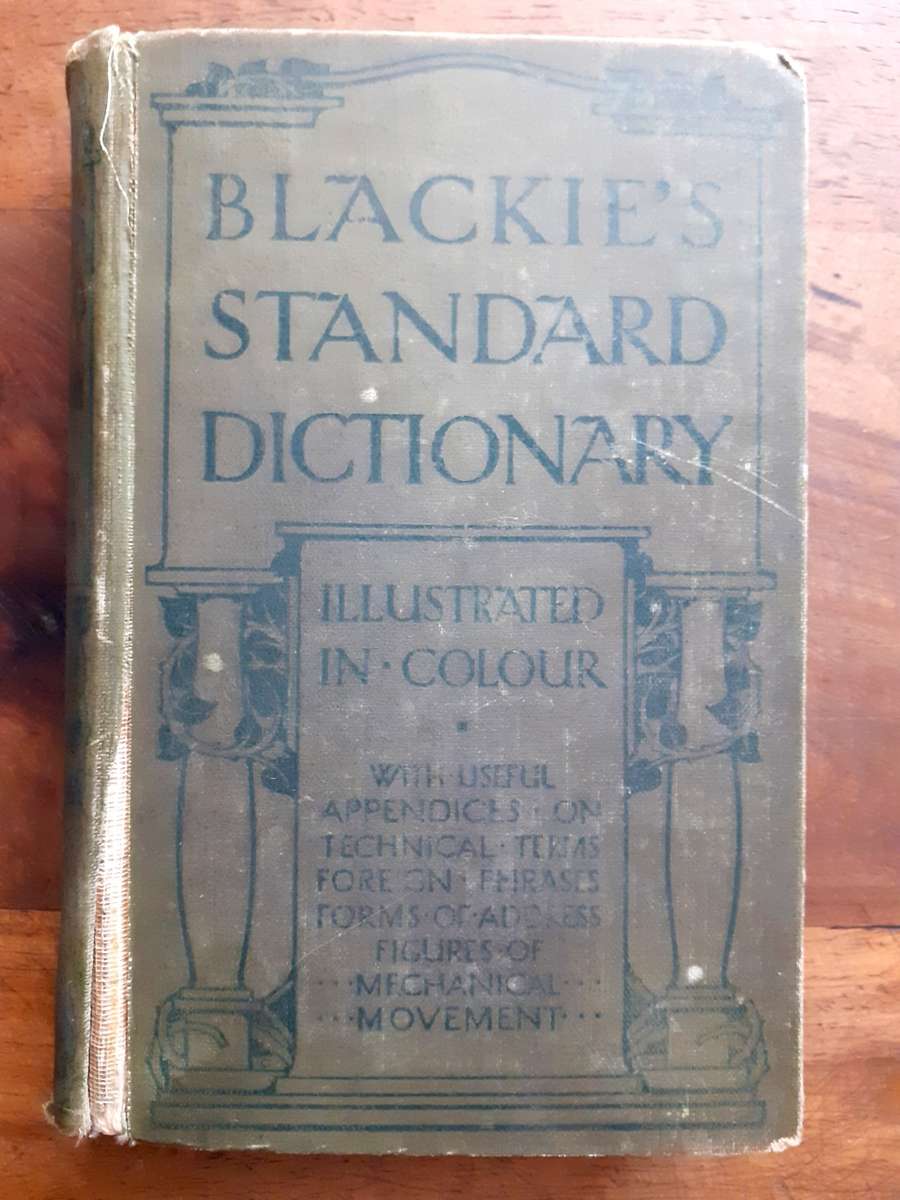 BLACKIE'S
STANDARD
DICTIONARY
ILLUSTRATED
IN · COLOUR
WITH · USEFUL
APPENDICES · ON
TECHNICAL · TERMS
FOREIGN · PHRASES
FORMS · OF · ADDRESS
FIGURES · OF
· · · MECHANICAL · · ·
· · · MOVEMENT · · ·